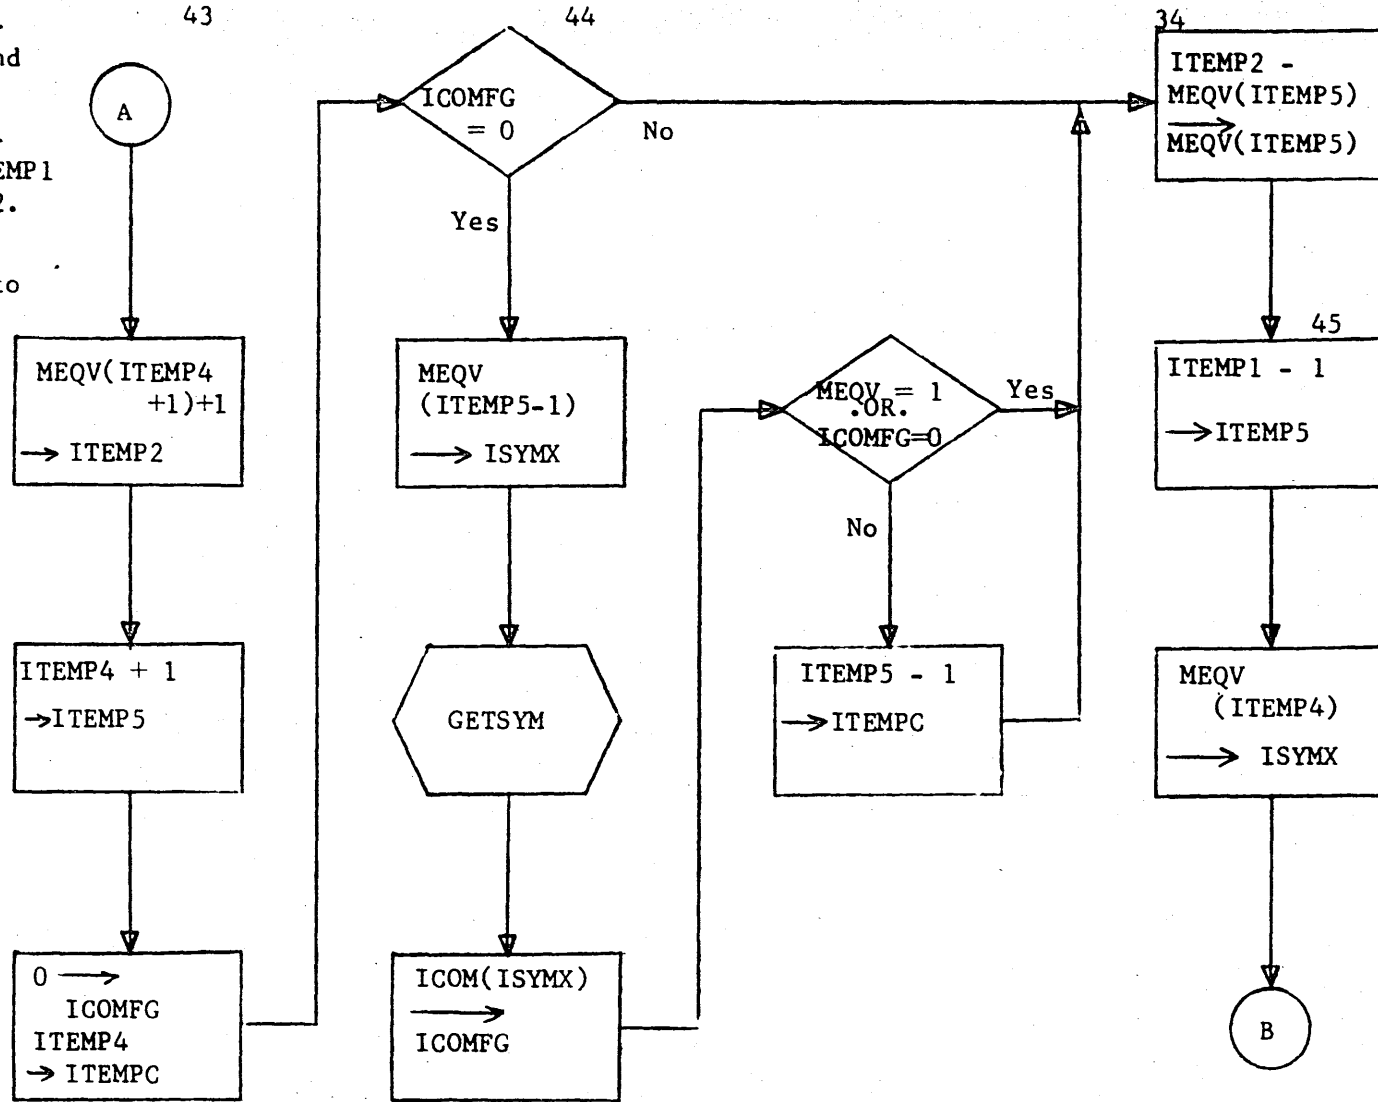 43
.
nd
.
EMP1
2.
to
A
MEQV(ITEMP4
+1)+1
→ ITEMP2
ITEMP4 + 1
→ITEMP5
0 →
ICOMFG
ITEMP4
→ ITEMPC
44
ICOMFG
= 0
No
Yes
MEQV
(ITEMP5-1)
→ ISYMX
GETSYM
ICOM(ISYMX)
→
ICOMFG
MEQV = 1
.OR.
ICOMFG=0
Yes
No
ITEMP5 - 1
→ITEMPC
34
ITEMP2 -
MEQV(ITEMP5)
→
MEQV(ITEMP5)
45
ITEMP1 - 1
→ITEMP5
MEQV
(ITEMP4)
→ ISYMX
B